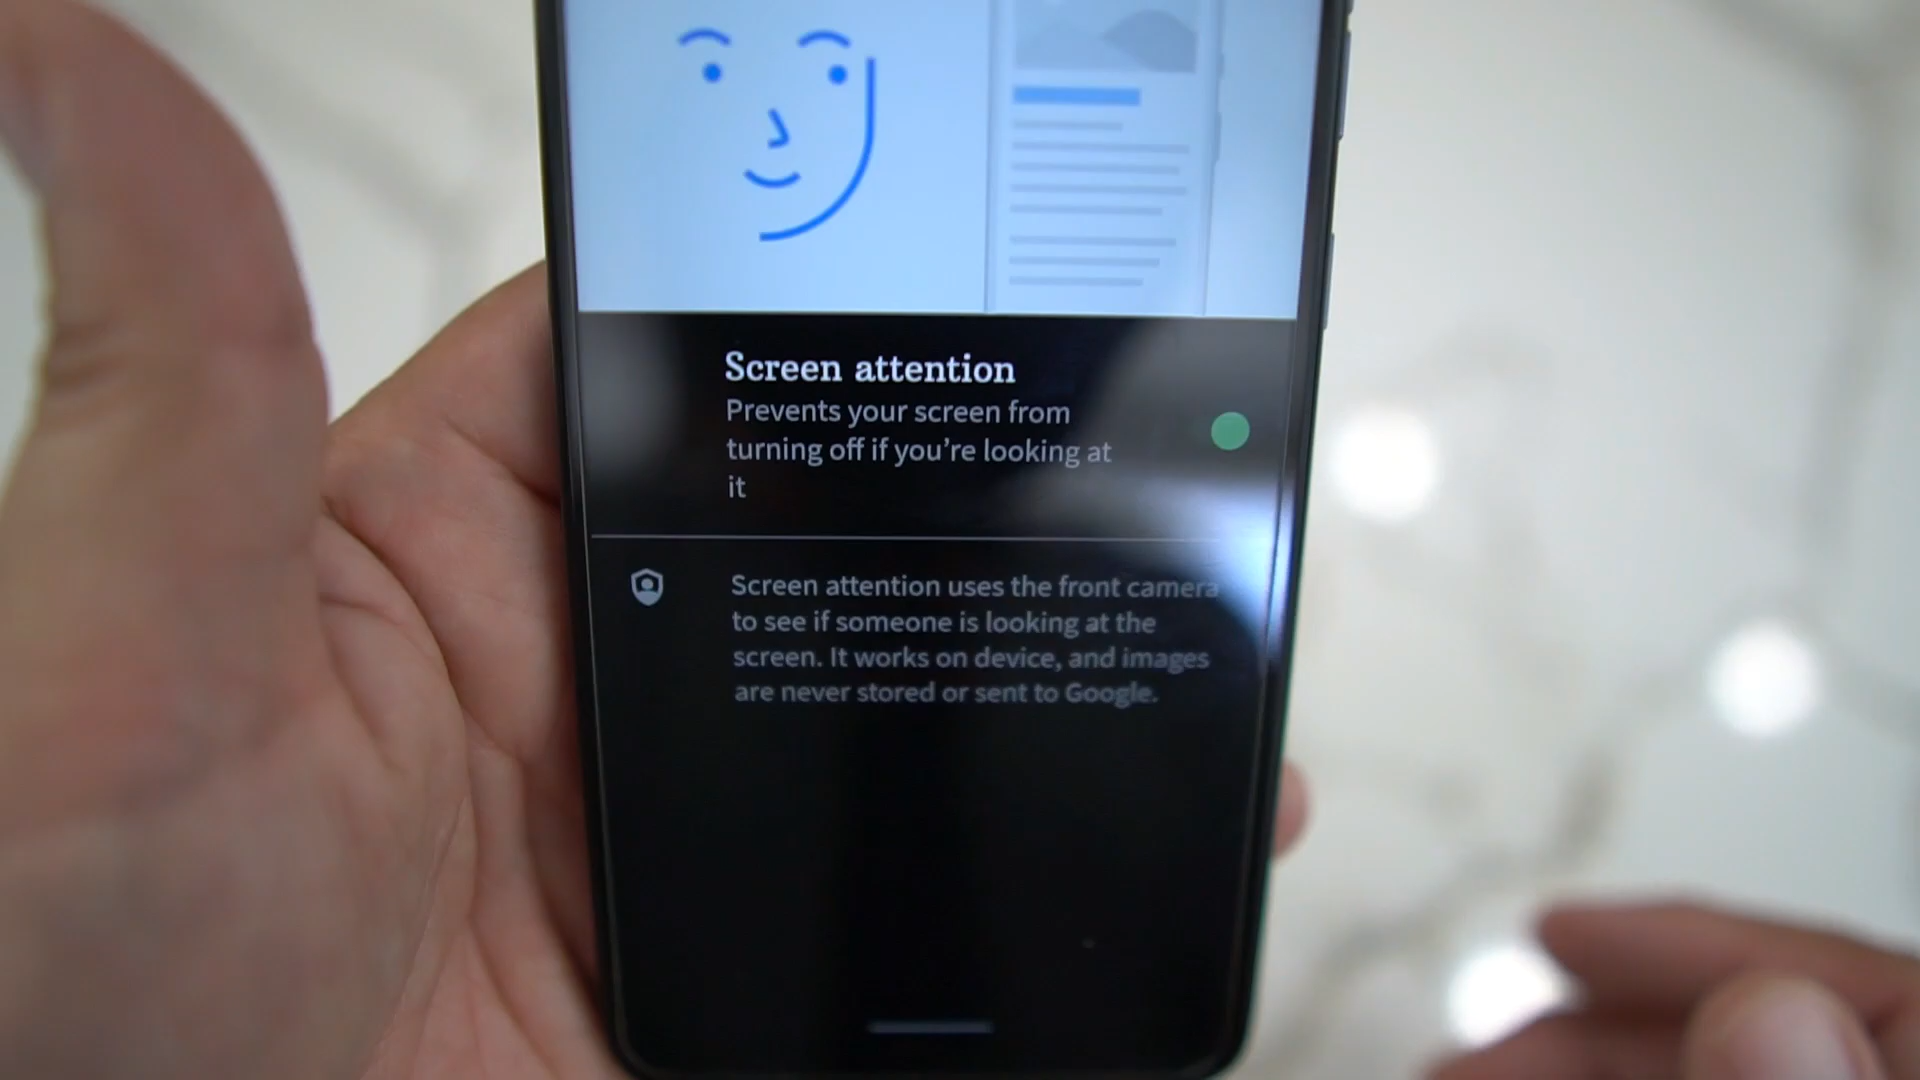 Screen attention
Prevents your screen from
turning off if you’re looking at
it
Screen attention uses the front camera
to see if someone is looking at the
screen. It works on device, and images
are never stored or sent to Google.